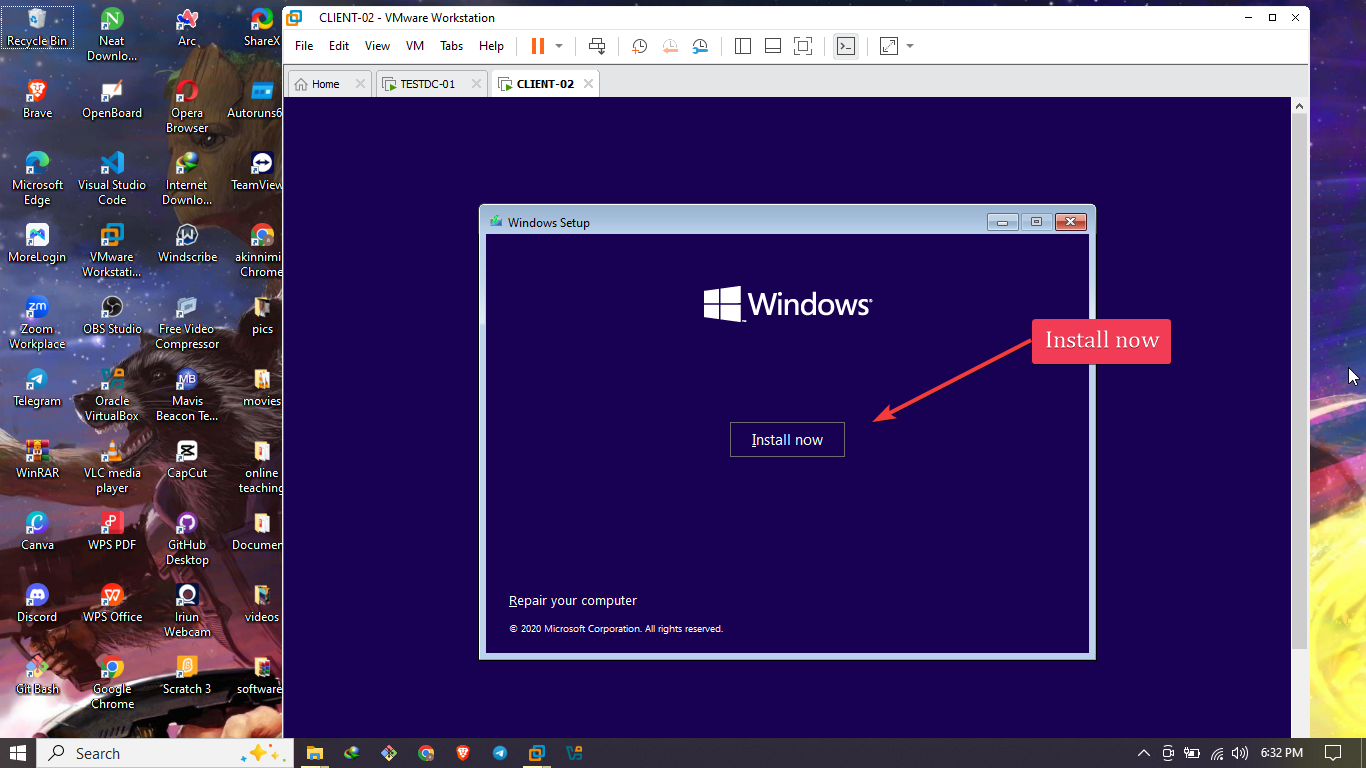 Recycle Bin
Neat
Downlo...
Arc
ShareX
Brave
OpenBoard
Opera
Browser
Autoruns6
Microsoft
Edge
Visual Studio
Code
Internet
Downlo...
TeamView
MoreLogin
VMware
Workstati...
Windscribe
akinnimi
Chrome
Zoom
Workplace
OBS Studio
Free Video
Compressor
pics
Telegram
Oracle
VirtualBox
Mavis
Beacon Te...
movies
WinRAR
VLC media
player
CapCut
online
teaching
Canva
WPS PDF
GitHub
Desktop
Documen
Discord
WPS Office
Iriun
Webcam
videos
Git Bash
Google
Chrome
Scratch 3
software
CLIENT-02 - VMware Workstation
File Edit View VM Tabs Help
Home TESTDC-01 CLIENT-02
Windows Setup
Windows
Install now
Install now
Repair your computer
© 2020 Microsoft Corporation. All rights reserved.
Search
6:32 PM